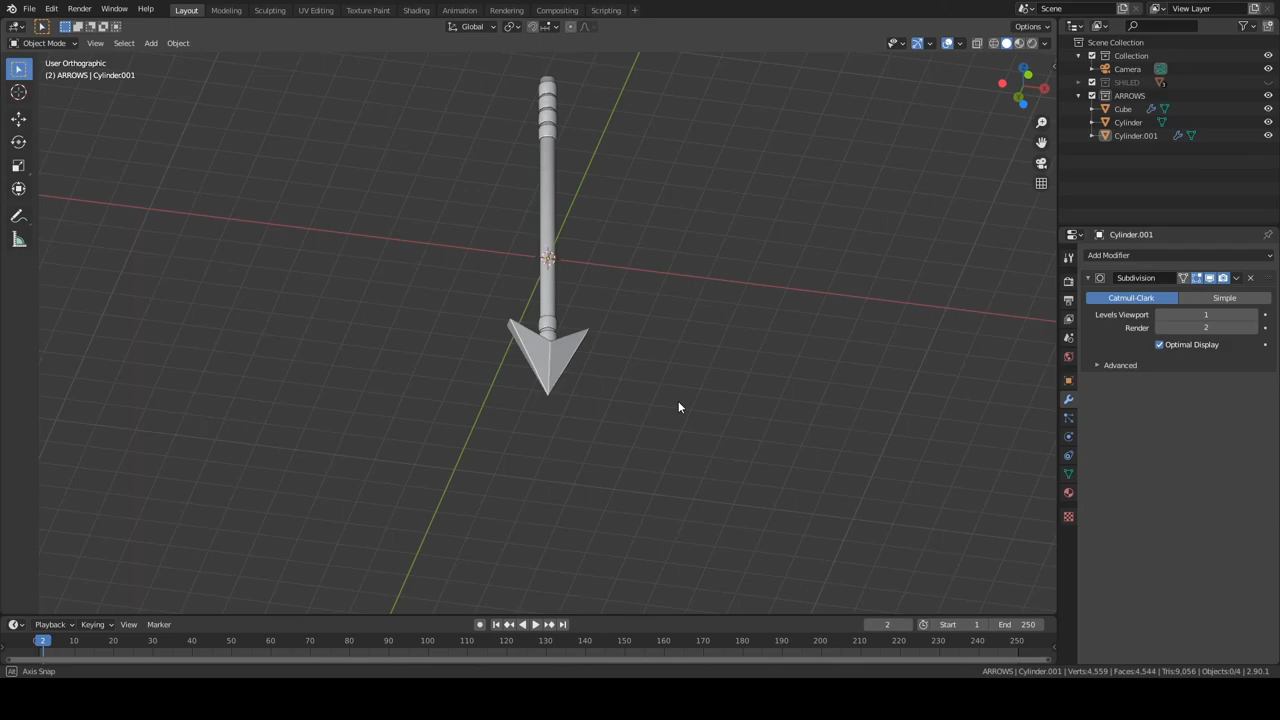 File Edit Render Window Help Layout Modeling Sculpting UV Editing Texture Paint Shading Animation Rendering Compositing Scripting + Scene View Layer
Global Options
Object Mode View Select Add Object
User Orthographic
(2) ARROWS | Cylinder.001
Scene Collection
Collection
Camera
SHILED 3
ARROWS
Cube
Cylinder
Cylinder.001
Cylinder.001
Add Modifier
Subdivision
Catmull-Clark Simple
Levels Viewport 1
Render 2
Optimal Display
Advanced
Playback Keying View Marker 2 Start 1 End 250
2 10 20 30 40 50 60 70 80 90 100 110 120 130 140 150 160 170 180 190 200 210 220 230 240 250
Alt Axis Snap ARROWS | Cylinder.001 | Verts:4,559 | Faces:4,544 | Tris:9,056 | Objects:0/4 | 2.90.1